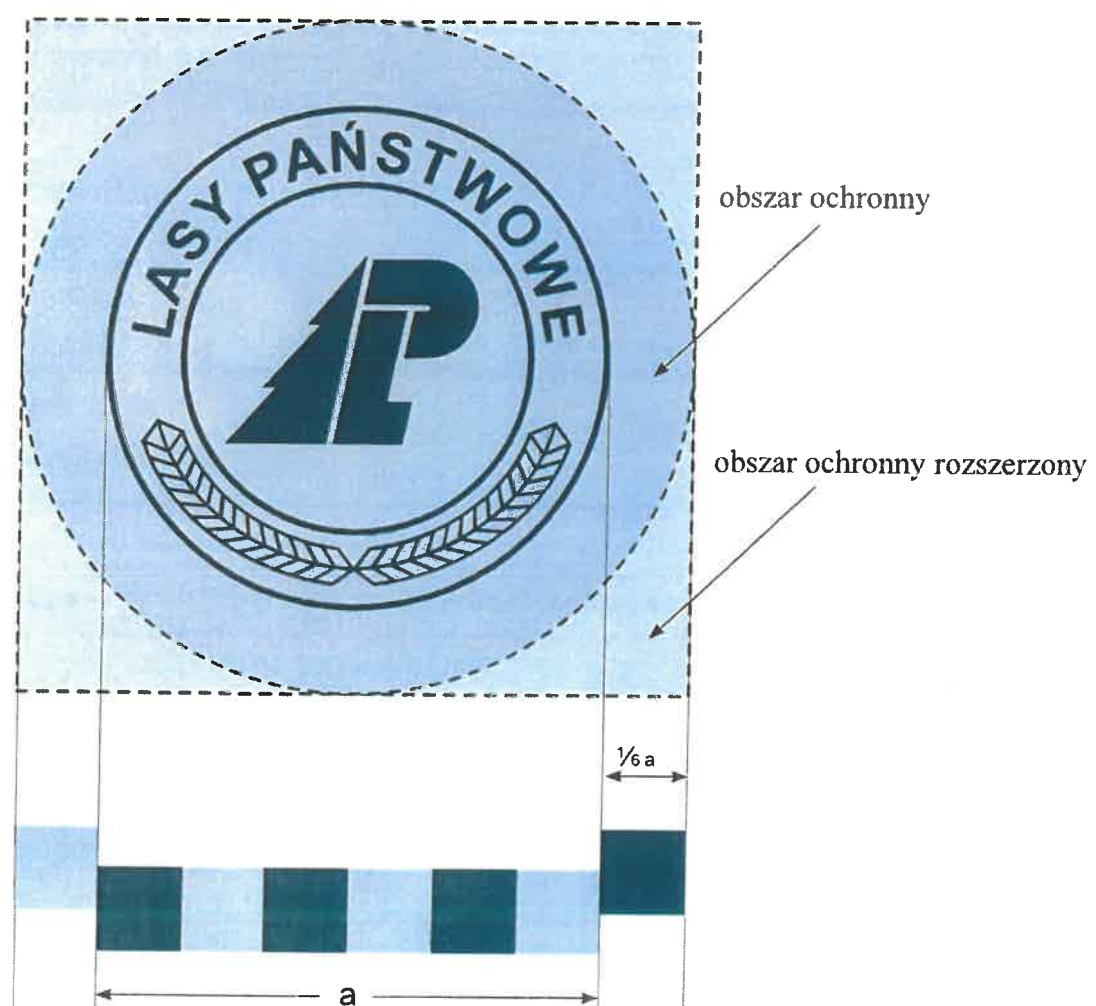 LASY PAŃSTWOWE
obszar ochronny
obszar ochronny rozszerzony
⅙ a
a